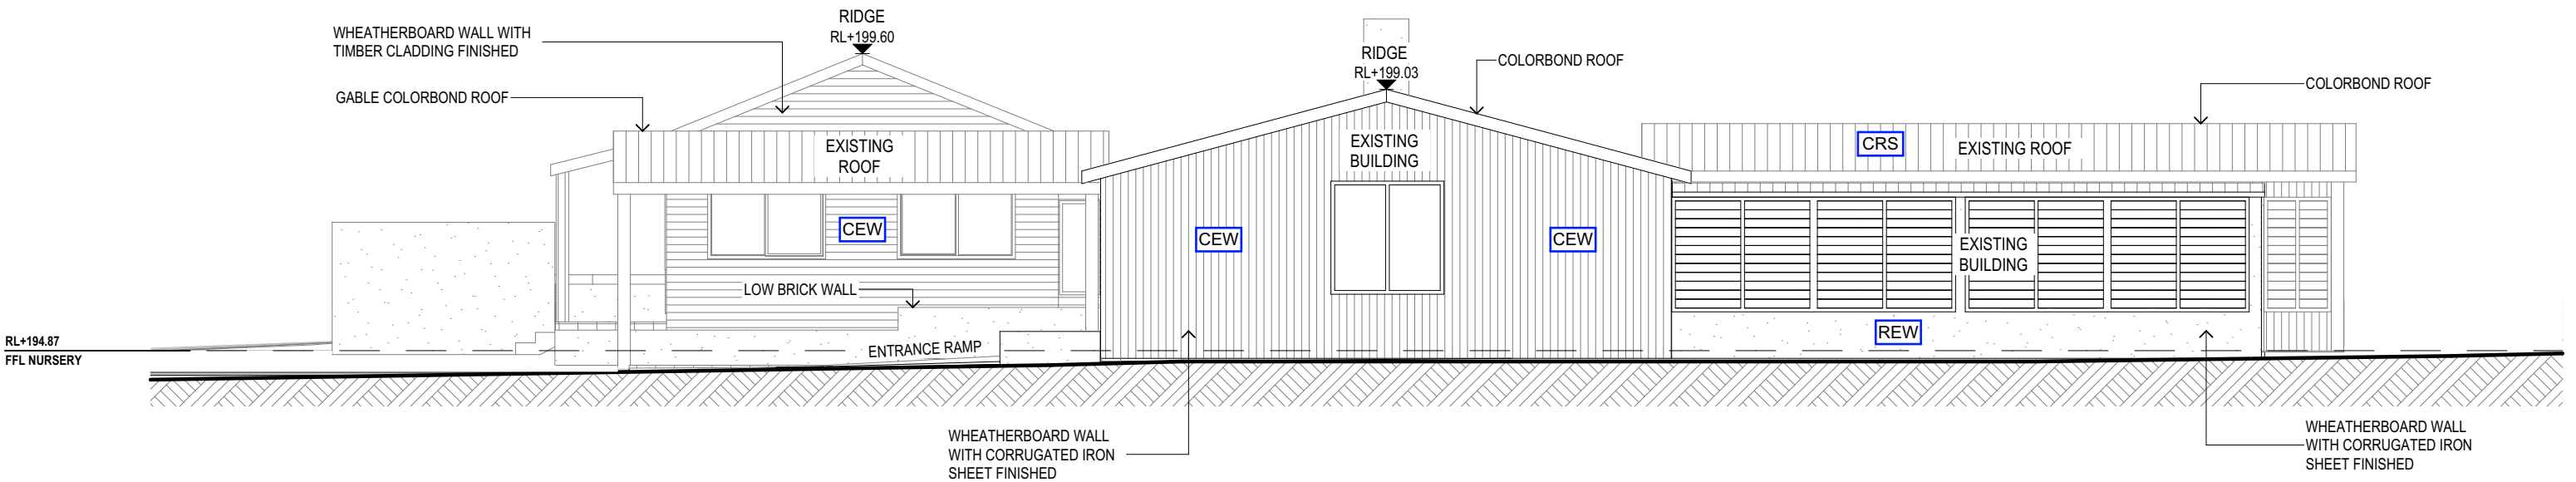 WHEATHERBOARD WALL WITH
TIMBER CLADDING FINISHED
RIDGE
RL+199.60
GABLE COLORBOND ROOF
EXISTING
ROOF
CEW
LOW BRICK WALL
ENTRANCE RAMP
RL+194.87
FFL NURSERY
RIDGE
RL+199.03
COLORBOND ROOF
EXISTING
BUILDING
CEW
CEW
WHEATHERBOARD WALL
WITH CORRUGATED IRON
SHEET FINISHED
COLORBOND ROOF
CRS
EXISTING ROOF
EXISTING
BUILDING
REW
WHEATHERBOARD WALL
WITH CORRUGATED IRON
SHEET FINISHED